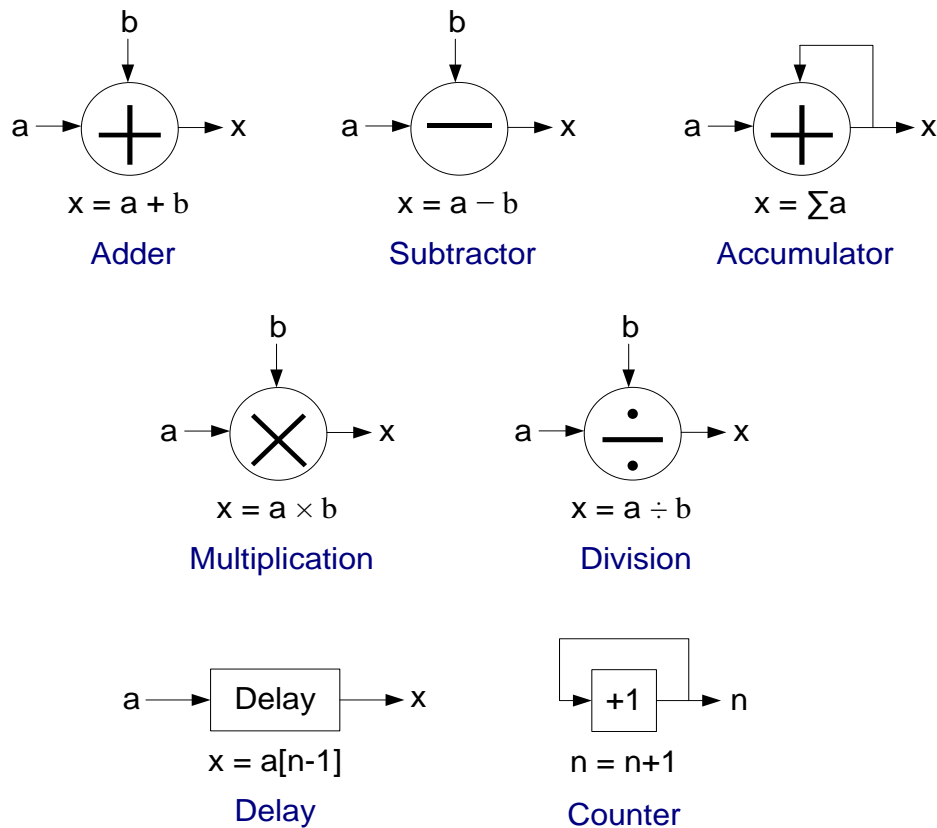 b
b
a
x
a
x
a
x
x = a + b
x = a − b
x = ∑a
Adder
Subtractor
Accumulator
b
b
a
x
a
x
x = a × b
x = a ÷ b
Multiplication
Division
a
Delay
x
+1
n
x = a[n-1]
n = n+1
Delay
Counter